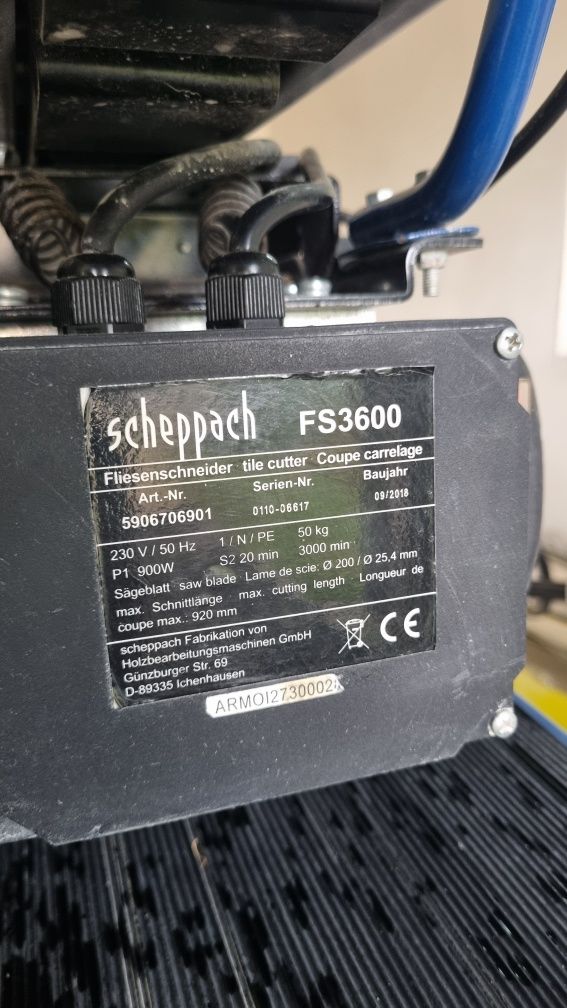 scheppach FS3600
Fliesenschneider tile cutter Coupe carrelage
Art.-Nr. Serien-Nr. Baujahr
5906706901 0110-06617 09/2018
230 V / 50 Hz 1 / N / PE 50 kg
P1 900W S2 20 min 3000 min
Sägeblatt saw blade Lame de scie: Ø 200 / Ø 25,4 mm
max. Schnittlänge max. cutting length Longueur de
coupe max.: 920 mm
scheppach Fabrikation von
Holzbearbeitungsmaschinen GmbH
Günzburger Str. 69
D-89335 Ichenhausen
CE